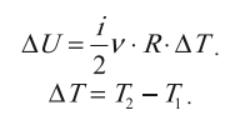 ΔU = i/2 ν · R · ΔT.
ΔT = T₂ − T₁.